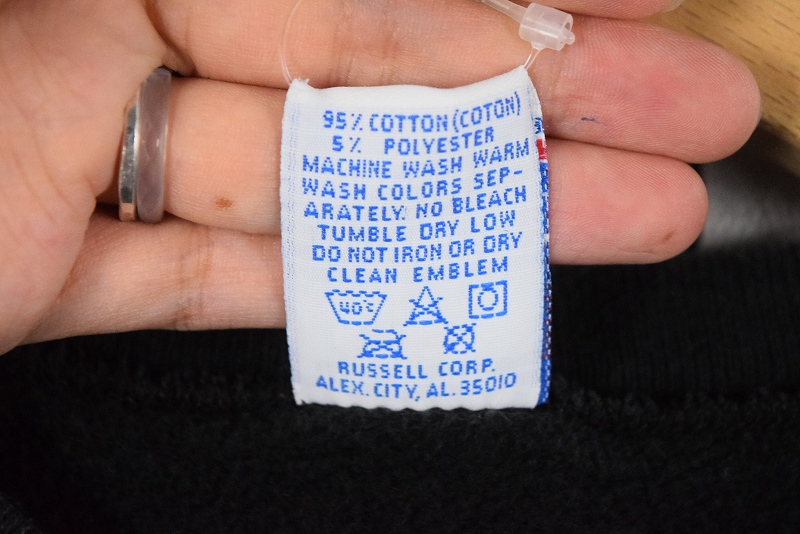 95% COTTON (COTON)
5% POLYESTER
MACHINE WASH WARM
WASH COLORS SEP-
ARATELY. NO BLEACH
TUMBLE DRY LOW
DO NOT IRON OR DRY
CLEAN EMBLEM
40°C
RUSSELL CORP.
ALEX. CITY, AL. 35010